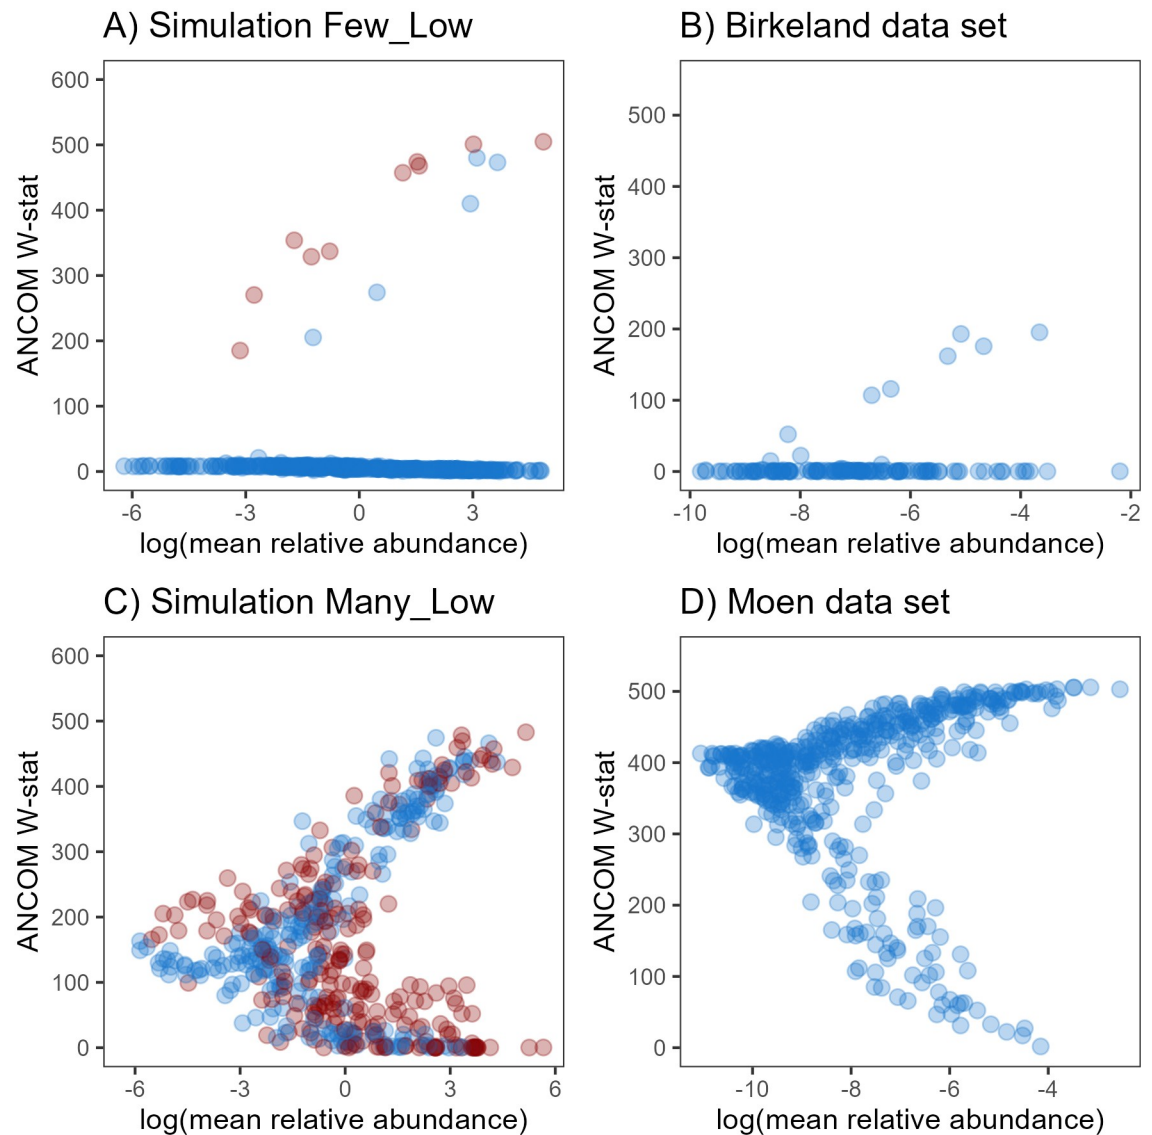 A) Simulation Few_Low
ANCOM W-stat
600
500
400
300
200
100
0
-6 -3 0 3
log(mean relative abundance)
B) Birkeland data set
ANCOM W-stat
500
400
300
200
100
0
-10 -8 -6 -4 -2
log(mean relative abundance)
C) Simulation Many_Low
ANCOM W-stat
600
500
400
300
200
100
0
-6 -3 0 3 6
log(mean relative abundance)
D) Moen data set
ANCOM W-stat
500
400
300
200
100
0
-10 -8 -6 -4
log(mean relative abundance)